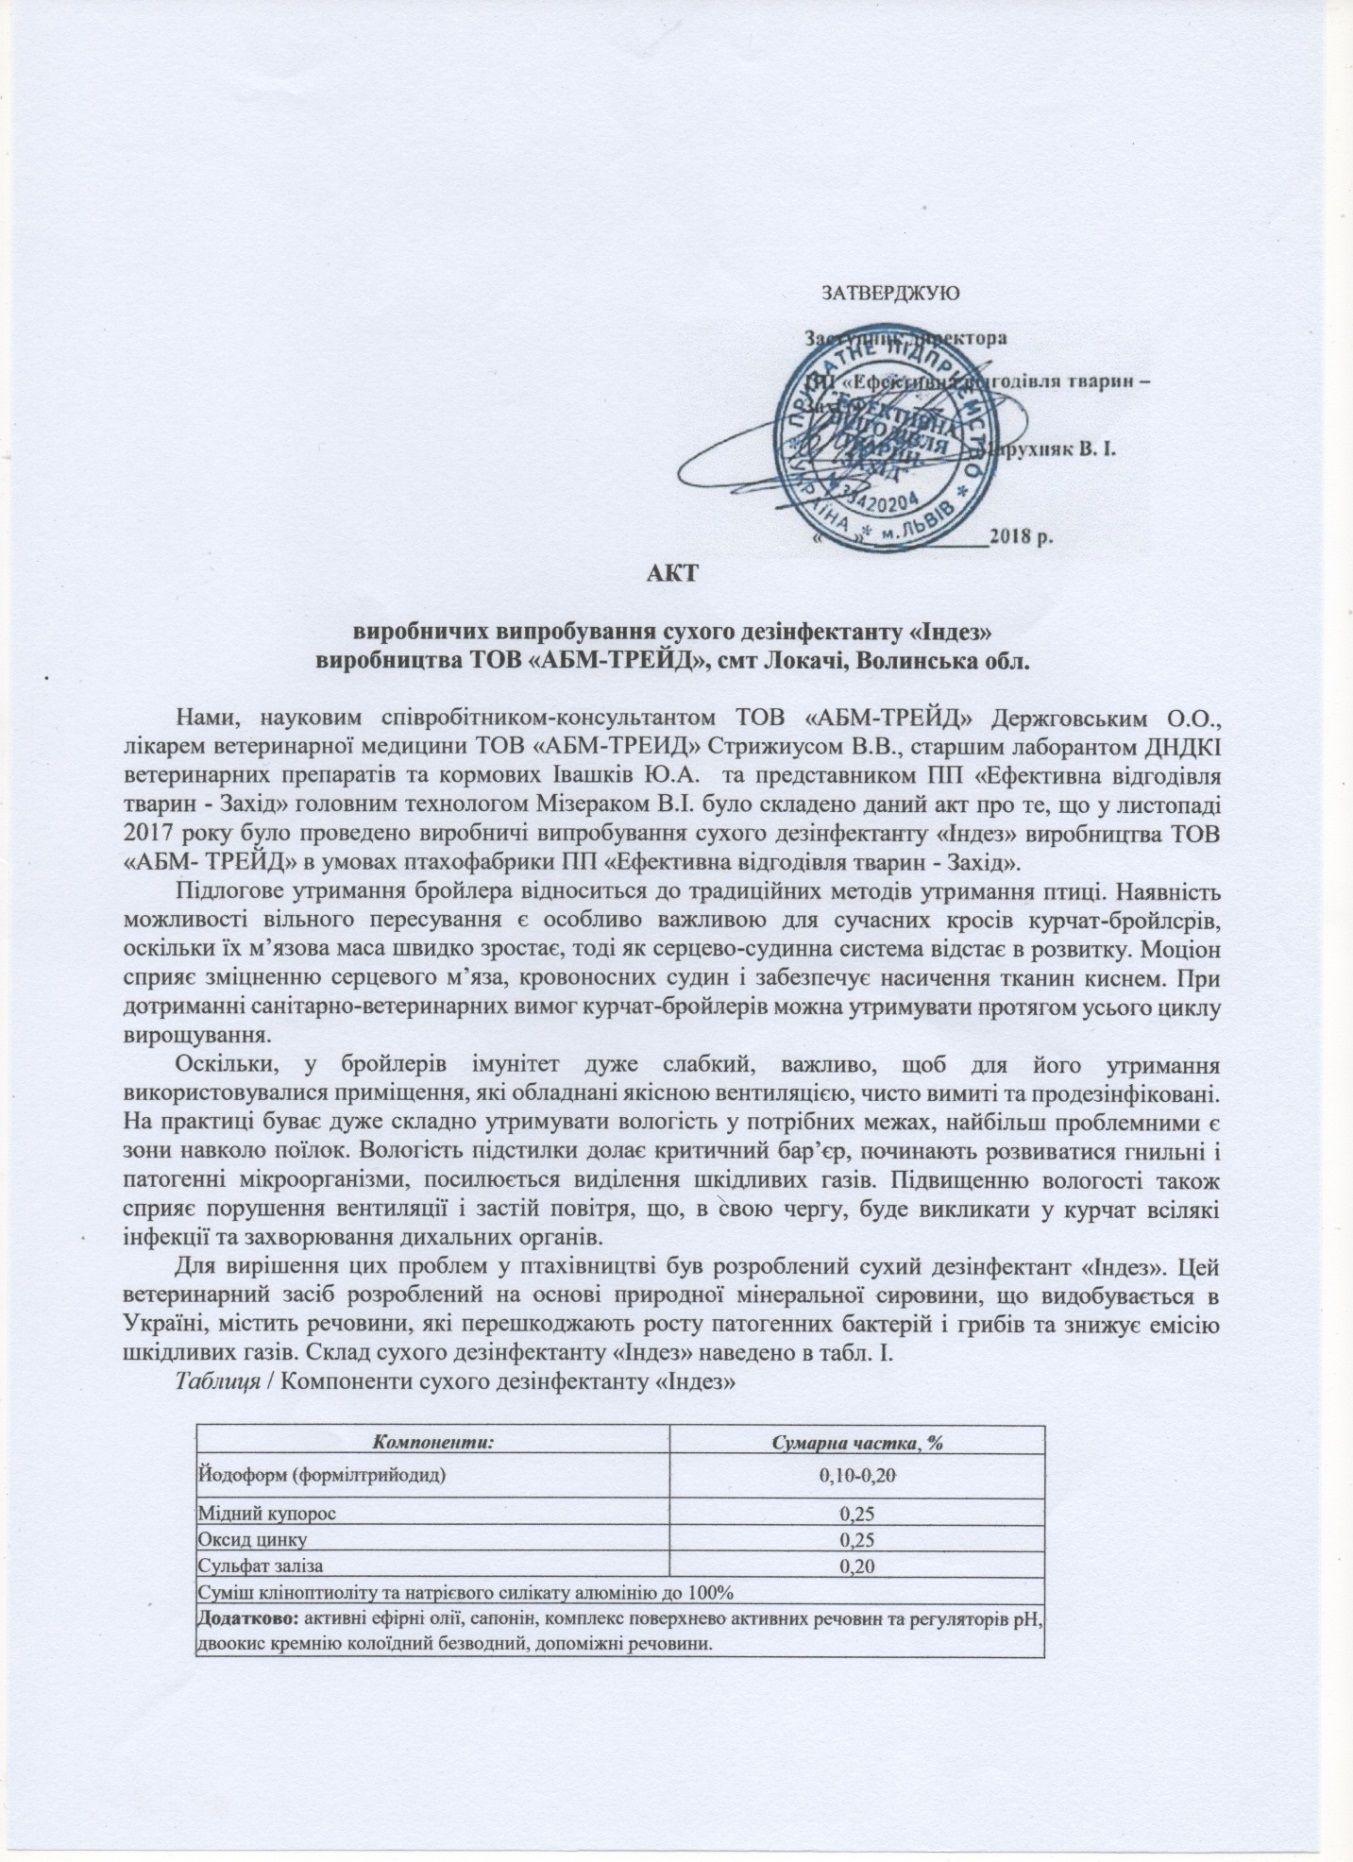 ЗАТВЕРДЖУЮ
Заступник директора
ПП «Ефективна відгодівля тварин –
Захід»
В. І.
« » 2018 р.
ПРИВАТНЕ ПІДПРИЄМСТВО
"ЕФЕКТИВНА
ВІДГОДІВЛЯ
ТВАРИН-
ЗАХІД"
№35420204
* УКРАЇНА * м.ЛЬВІВ *
АКТ
виробничих випробування сухого дезінфектанту «Індез»
виробництва ТОВ «АБМ-ТРЕЙД», смт Локачі, Волинська обл.
Нами, науковим співробітником-консультантом ТОВ «АБМ-ТРЕЙД» Держговським О.О.,
лікарем ветеринарної медицини ТОВ «АБМ-ТРЕИД» Стрижиусом В.В., старшим лаборантом ДНДКІ
ветеринарних препаратів та кормових Івашків Ю.А. та представником ПП «Ефективна відгодівля
тварин - Захід» головним технологом Мізераком В.І. було складено даний акт про те, що у листопаді
2017 року було проведено виробничі випробування сухого дезінфектанту «Індез» виробництва ТОВ
«АБМ- ТРЕЙД» в умовах птахофабрики ПП «Ефективна відгодівля тварин - Захід».
Підлогове утримання бройлера відноситься до традиційних методів утримання птиці. Наявність
можливості вільного пересування є особливо важливою для сучасних кросів курчат-бройлєрів,
оскільки їх м’язова маса швидко зростає, тоді як серцево-судинна система відстає в розвитку. Моціон
сприяє зміцненню серцевого м’яза, кровоносних судин і забезпечує насичення тканин киснем. При
дотриманні санітарно-ветеринарних вимог курчат-бройлерів можна утримувати протягом усього циклу
вирощування.
Оскільки, у бройлерів імунітет дуже слабкий, важливо, щоб для його утримання
використовувалися приміщення, які обладнані якісною вентиляцією, чисто вимиті та продезінфіковані.
На практиці буває дуже складно утримувати вологість у потрібних межах, найбільш проблемними є
зони навколо поїлок. Вологість підстилки долає критичний бар’єр, починають розвиватися гнильні і
патогенні мікроорганізми, посилюється виділення шкідливих газів. Підвищенню вологості також
сприяє порушення вентиляції і застій повітря, що, в свою чергу, буде викликати у курчат всілякі
інфекції та захворювання дихальних органів.
Для вирішення цих проблем у птахівництві був розроблений сухий дезінфектант «Індез». Цей
ветеринарний засіб розроблений на основі природної мінеральної сировини, що видобувається в
Україні, містить речовини, які перешкоджають росту патогенних бактерій і грибів та знижує емісію
шкідливих газів. Склад сухого дезінфектанту «Індез» наведено в табл. І.
Таблиця / Компоненти сухого дезінфектанту «Індез»
Компоненти: Сумарна частка, %
Йодоформ (формілтрийодид) 0,10-0,20
Мідний купорос 0,25
Оксид цинку 0,25
Сульфат заліза 0,20
Суміш кліноптиоліту та натрієвого силікату алюмінію до 100%
Додатково: активні ефірні олії, сапонін, комплекс поверхнево активних речовин та регуляторів рН,
двоокис кремнію колоїдний безводний, допоміжні речовини.